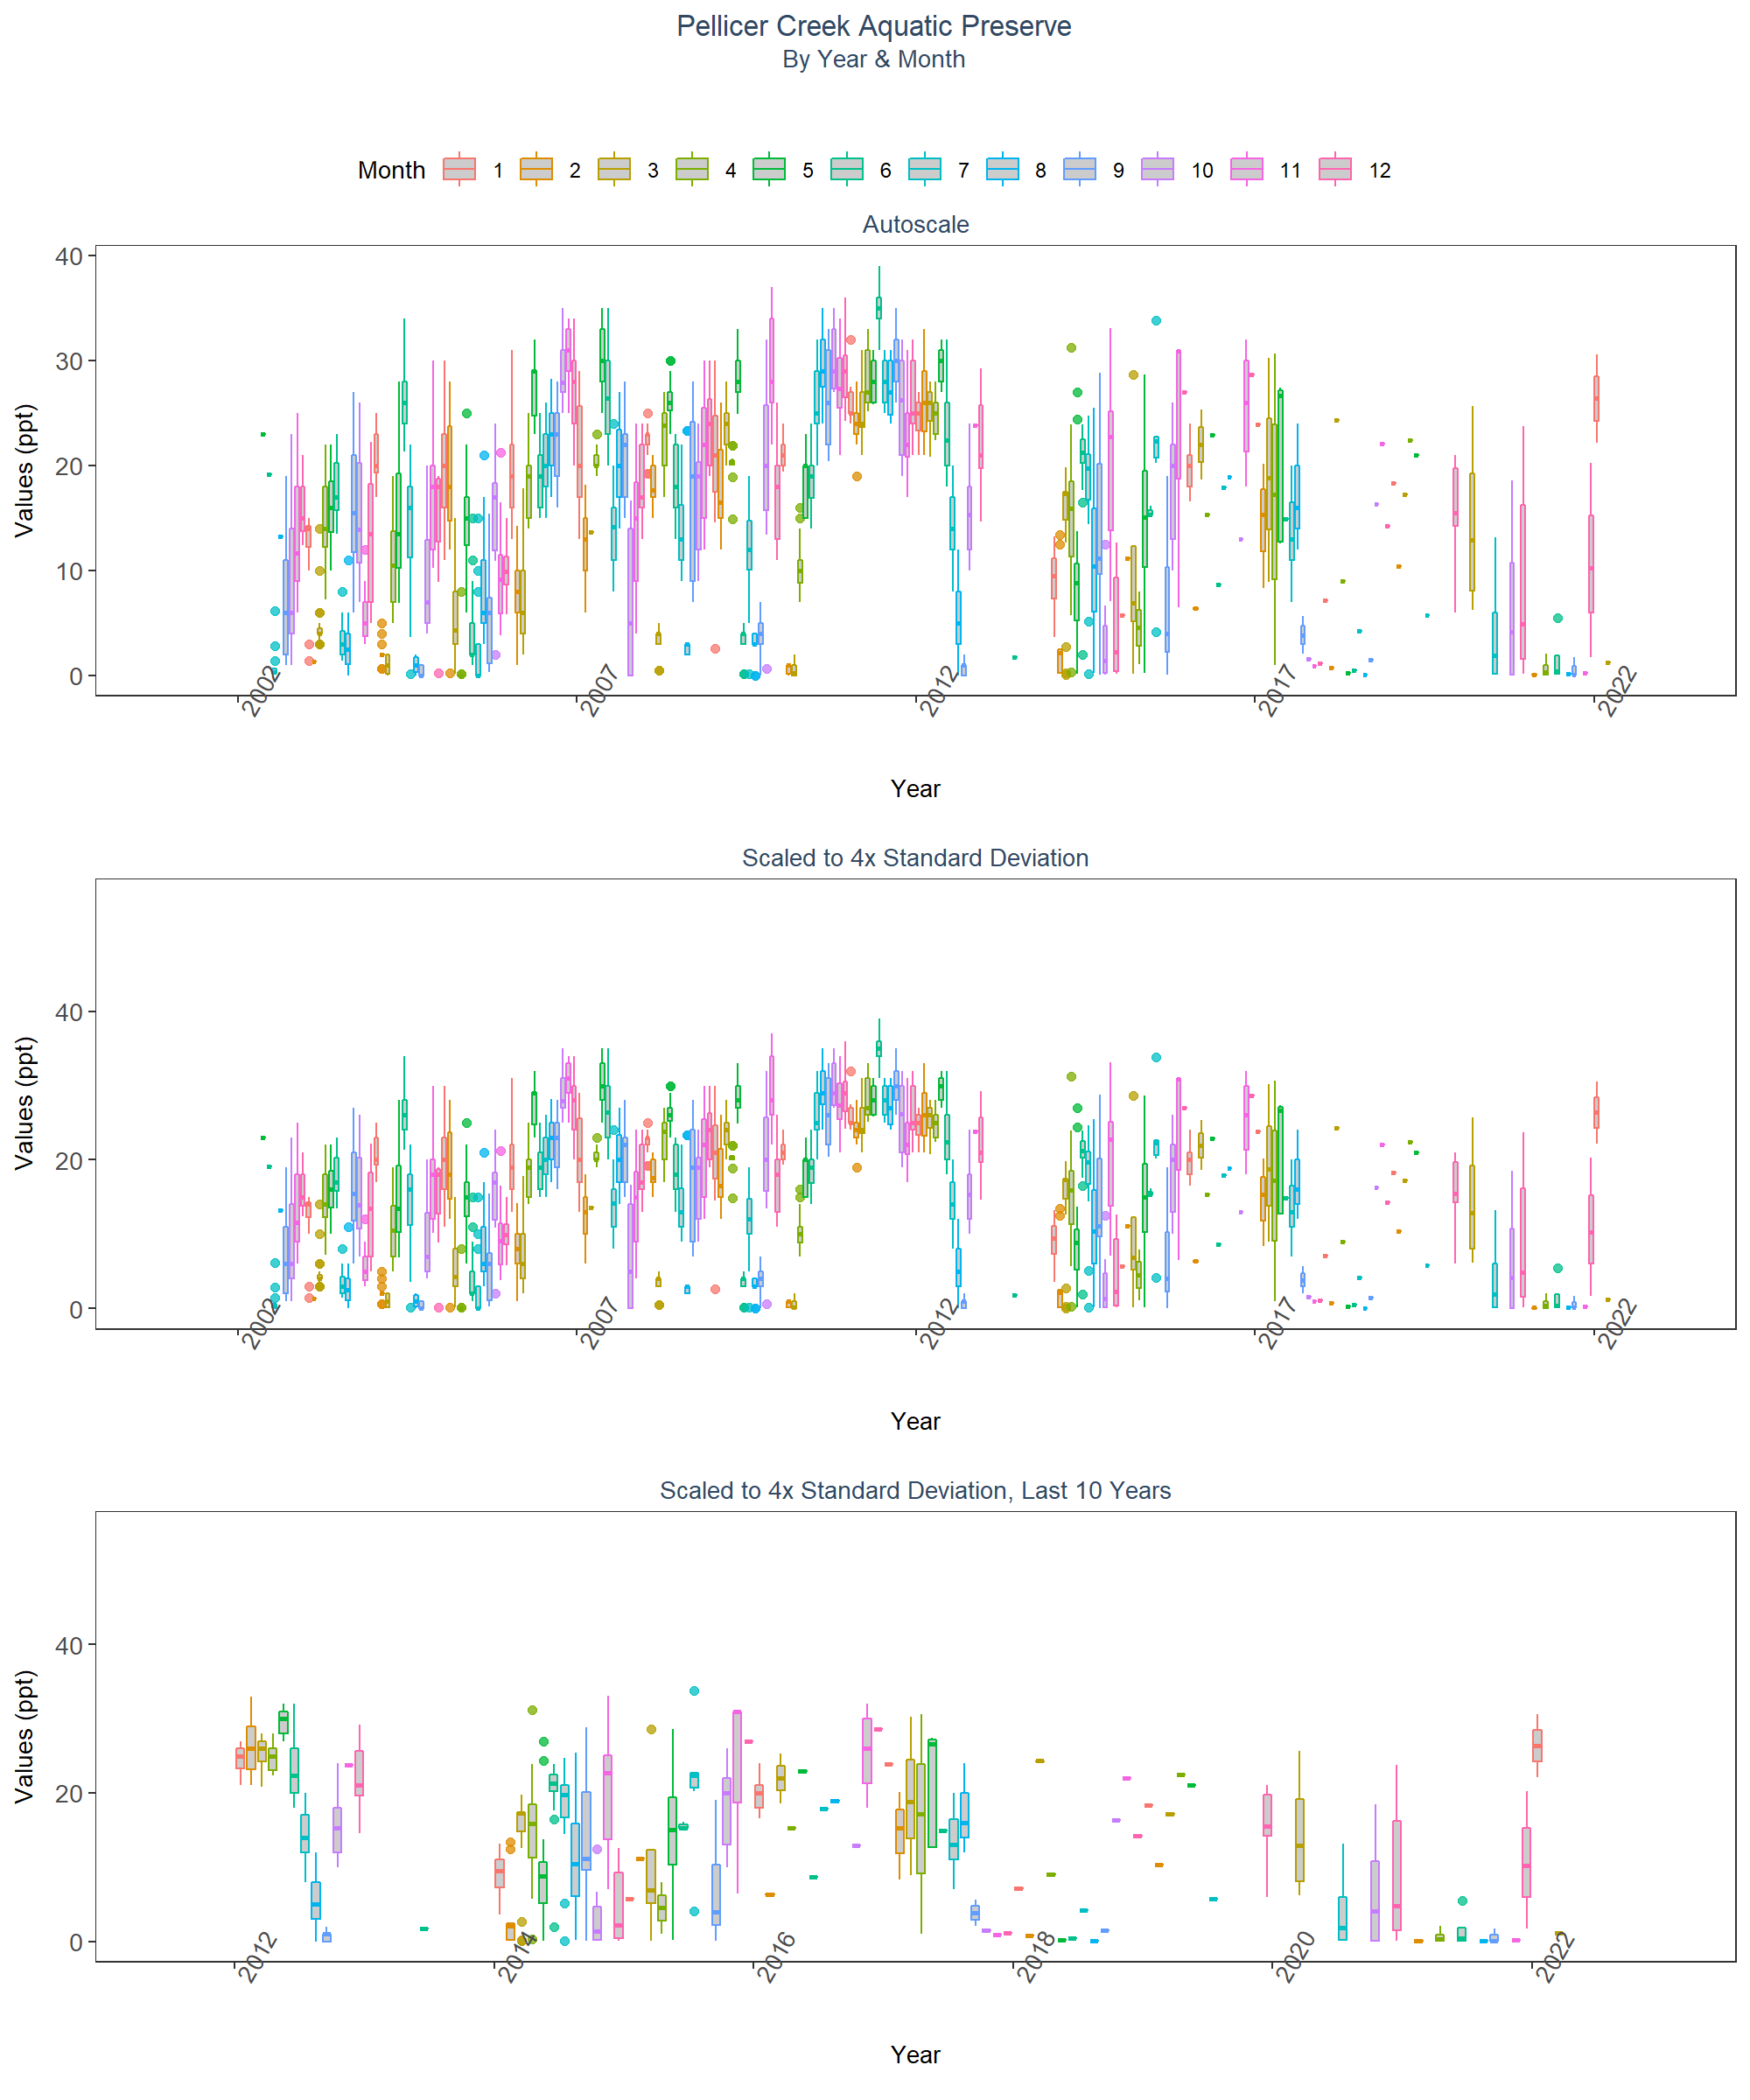 Pellicer Creek Aquatic Preserve
By Year & Month
Month 1 2 3 4 5 6 7 8 9 10 11 12
Autoscale
Values (ppt)
40
30
20
10
0
2002 2007 2012 2017 2022
Year
Scaled to 4x Standard Deviation
Values (ppt)
40
20
0
2002 2007 2012 2017 2022
Year
Scaled to 4x Standard Deviation, Last 10 Years
Values (ppt)
40
20
0
2012 2014 2016 2018 2020 2022
Year